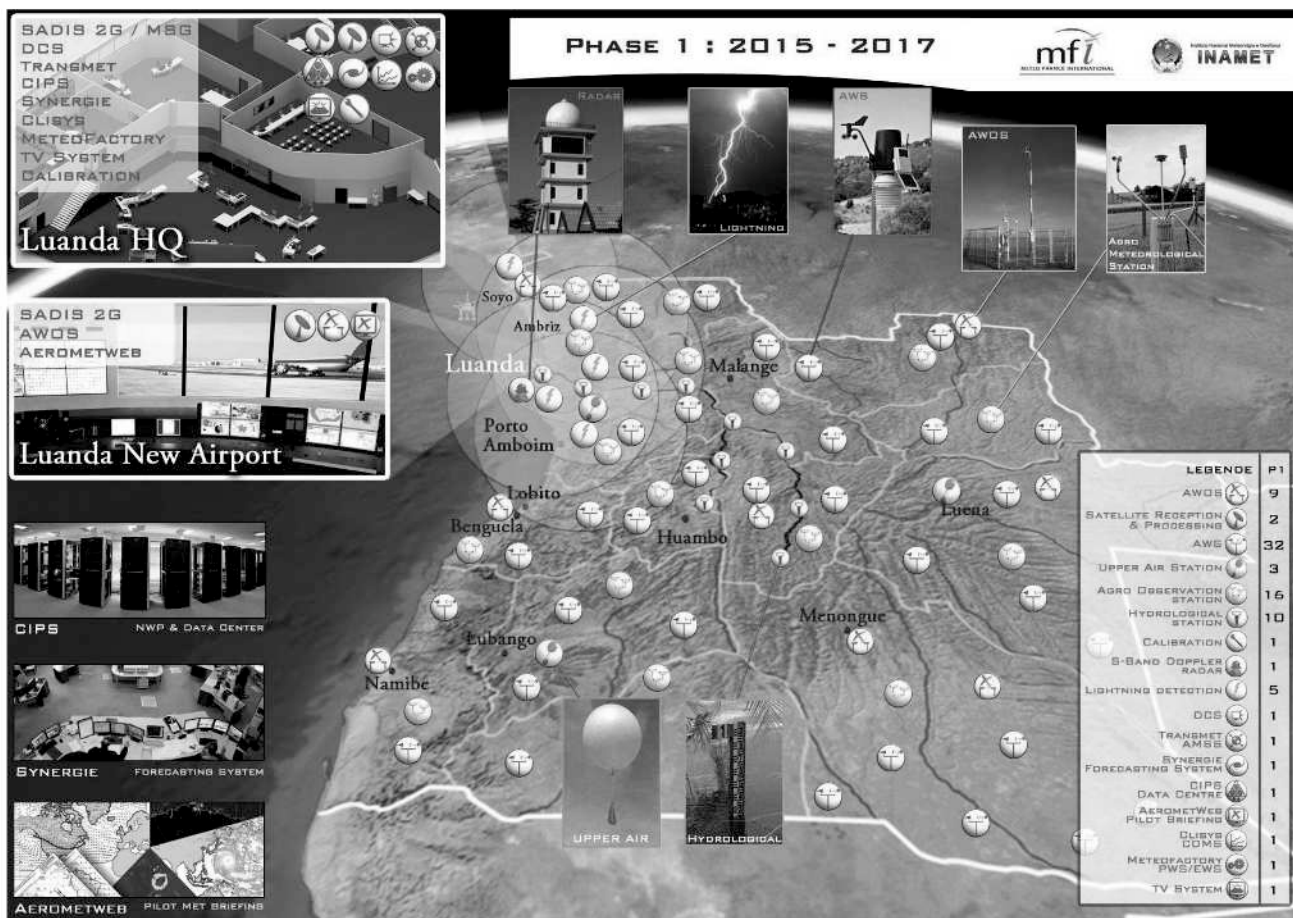 SADIS 2G / MSG
DCS
TRANSMET
CIPS
SYNERGIE
CLISYS
METEOFACTORY
TV SYSTEM
CALIBRATION
Luanda HQ
PHASE 1 : 2015 - 2017
mfi
METEO FRANCE INTERNATIONAL
INAMET
RADAR
LIGHTNING
AWS
AWOS
AGRO
METEOROLOGICAL
STATION
SADIS 2G
AWOS
AEROMETWEB
Luanda New Airport
Soyo
Ambriz
Luanda
Malange
Porto
Amboim
Lobito
Benguela
Huambo
Luena
Menongue
Lubango
Namibe
CIPS NWP & DATA CENTER
SYNERGIE FORECASTING SYSTEM
AEROMETWEB PILOT MET BRIEFING
UPPER AIR
HYDROLOGICAL
LEGENDE P1
AWOS 9
SATELLITE RECEPTION
& PROCESSING 2
AWS 32
UPPER AIR STATION 3
AGRO OBSERVATION
STATION 16
HYDROLOGICAL
STATION 10
CALIBRATION 1
S-BAND DOPPLER
RADAR 1
LIGHTNING DETECTION 5
DCS 1
TRANSMET
AMSS 1
SYNERGIE
FORECASTING SYSTEM 1
CIPS
DATA CENTRE 1
AEROMETWEB
PILOT BRIEFING 1
CLISYS
CDMS 1
METEOFACTORY
PWS/EWS 1
TV SYSTEM 1